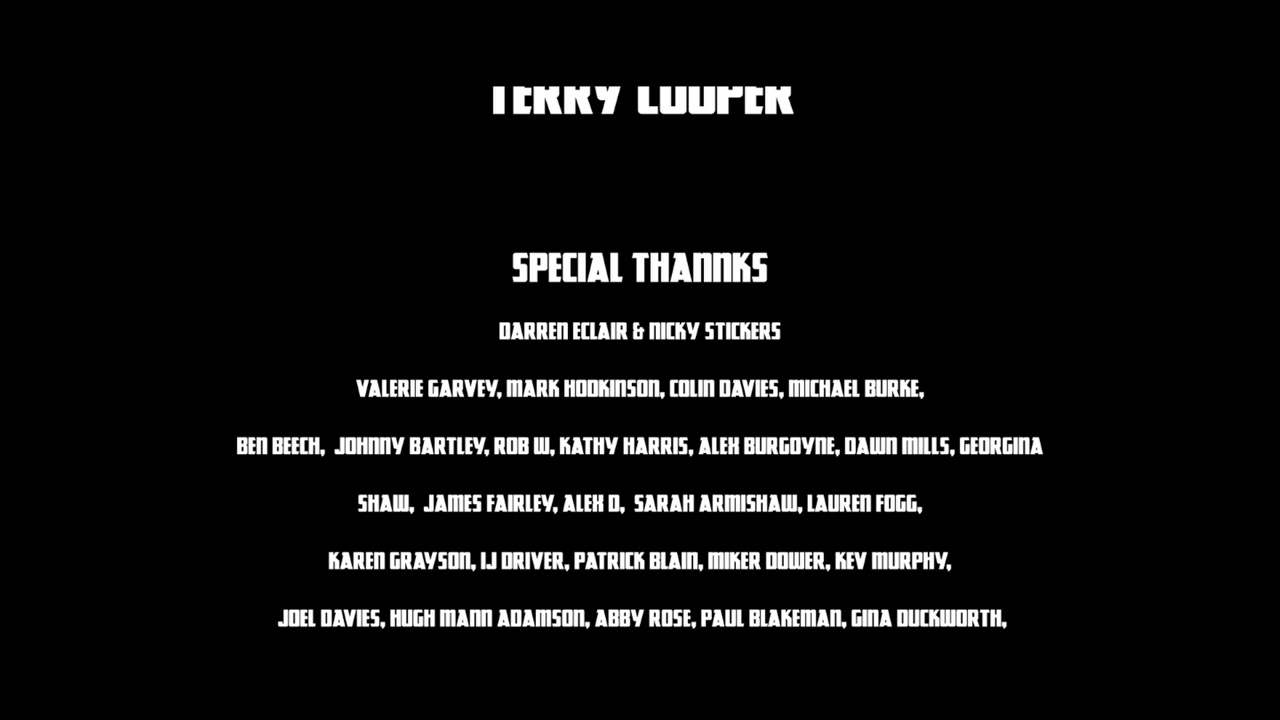 TERRY COOPER
SPECIAL THANNKS
DARREN ECLAIR & NICKY STICKERS
VALERIE GARVEY, MARK HODKINSON, COLIN DAVIES, MICHAEL BURKE,
BEN BEECH, JOHNNY BARTLEY, ROB W, KATHY HARRIS, ALEX BURGOYNE, DAWN MILLS, GEORGINA
SHAW, JAMES FAIRLEY, ALEX D, SARAH ARMISHAW, LAUREN FOGG,
KAREN GRAYSON, IJ DRIVER, PATRICK BLAIN, MIKER DOWER, KEV MURPHY,
JOEL DAVIES, HUGH MANN ADAMSON, ABBY ROSE, PAUL BLAKEMAN, GINA DUCKWORTH,